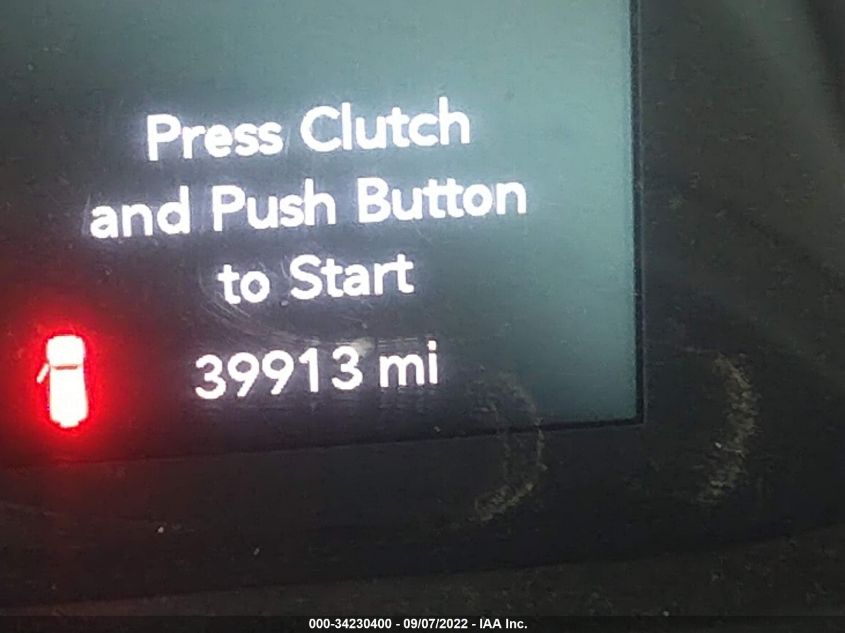 Press Clutch
and Push Button
to Start
39913 mi
000-34230400 - 09/07/2022 - IAA Inc.